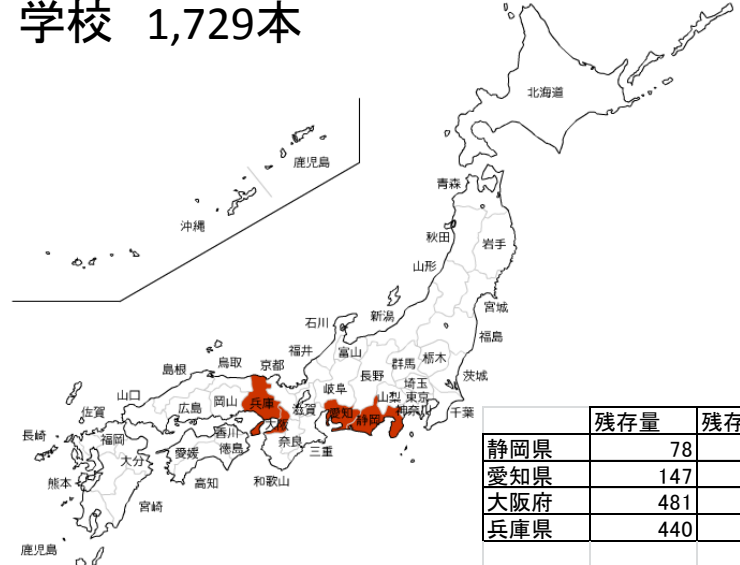 学校 1,729本
北海道
鹿児島
青森
沖縄
秋田
岩手
山形
宮城
新潟
石川
福島
福井
富山
栃木
群馬
鳥取
京都
島根
長野
茨城
埼玉
岐阜
山梨
東京
山口
岡山
兵庫
滋賀
広島
愛知
神奈川
千葉
佐賀
静岡
大阪
香川
長崎
福岡
奈良
徳島
愛媛
三重
大分
熊本
高知
和歌山
宮崎
鹿児島
残存量 残存
静岡県 78
愛知県 147
大阪府 481
兵庫県 440